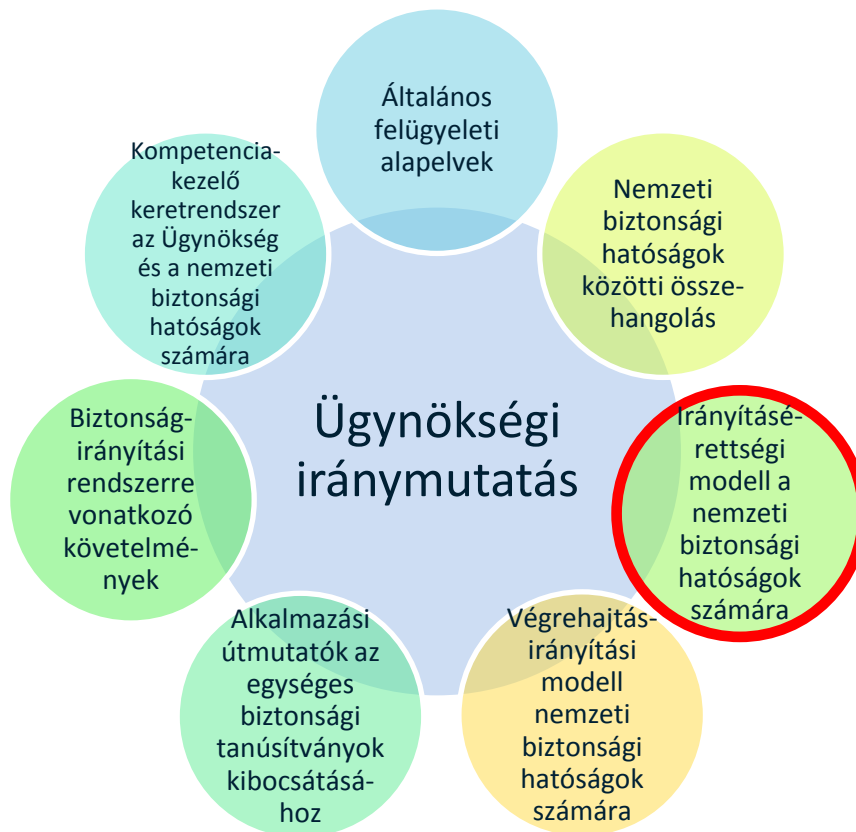 Általános
felügyeleti
alapelvek
Nemzeti
biztonsági
hatóságok
közötti össze-
hangolás
Irányításé-
rettségi
modell a
nemzeti
biztonsági
hatóságok
számára
Végrehajtás-
irányítási
modell
nemzeti
biztonsági
hatóságok
számára
Alkalmazási
útmutatók az
egységes
biztonsági
tanúsítványok
kibocsátásá-
hoz
Biztonság-
irányítási
rendszerre
vonatkozó
követelmé-
nyek
Kompetencia-
kezelő
keretrendszer
az Ügynökség
és a nemzeti
biztonsági
hatóságok
számára
Ügynökségi
iránymutatás